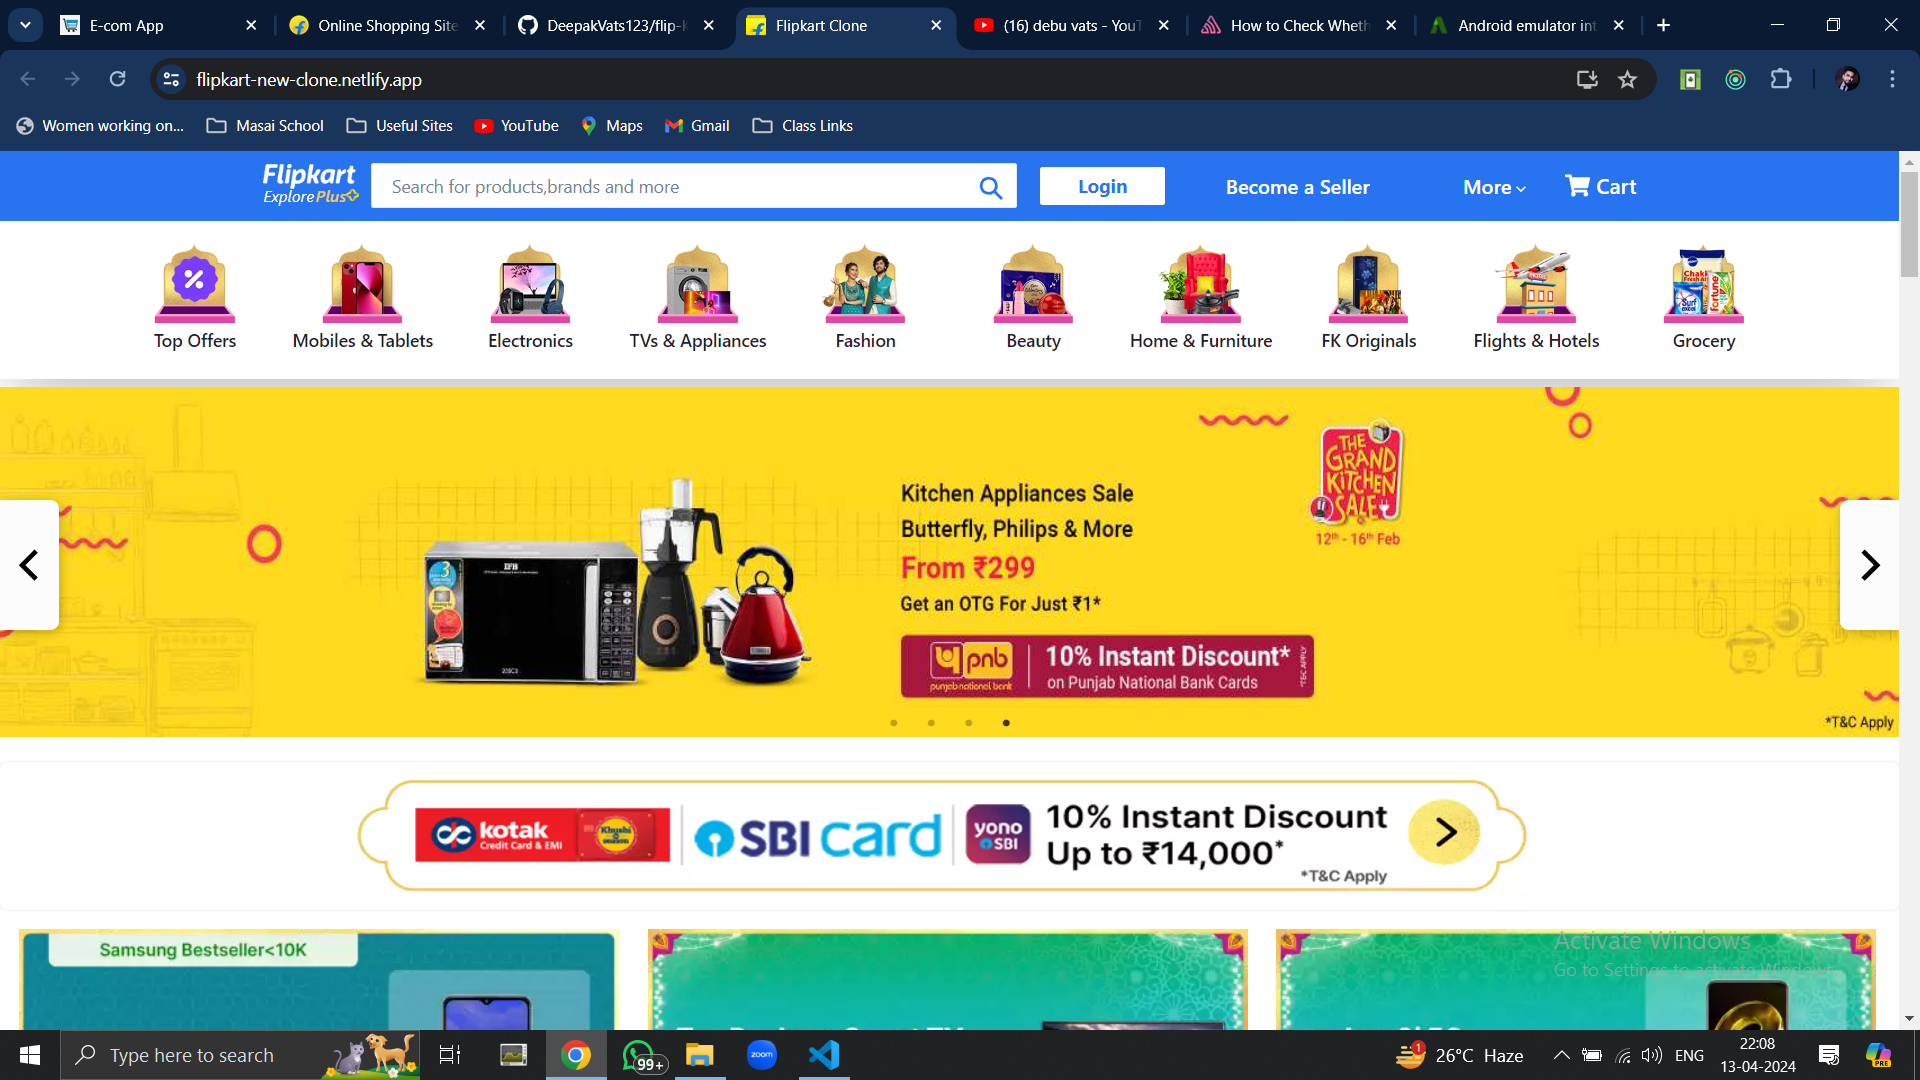 E-com App
Online Shopping Site
DeepakVats123/flip-k
Flipkart Clone
(16) debu vats - YouT
How to Check Wheth
Android emulator int
flipkart-new-clone.netlify.app
Women working on...
Masai School
Useful Sites
YouTube
Maps
Gmail
Class Links
Flipkart
Explore Plus
Search for products,brands and more
Login
Become a Seller
More
Cart
Top Offers
Mobiles & Tablets
Electronics
TVs & Appliances
Fashion
Beauty
Home & Furniture
FK Originals
Flights & Hotels
Grocery
THE
GRAND
KITCHEN
SALE
12th - 16th Feb
Kitchen Appliances Sale
Butterfly, Philips & More
From ₹299
Get an OTG For Just ₹1*
pnb
punjab national bank
10% Instant Discount*
on Punjab National Bank Cards
*T&C APPLY
*T&C Apply
kotak
Credit Card & EMI
Khushi
season
SBI card
yono
SBI
10% Instant Discount
Up to ₹14,000*
*T&C Apply
Samsung Bestseller<10K
Activate Windows
Go to Settings to activate Windows.
Type here to search
99+
zoom
1
26°C Haze
ENG
22:08
13-04-2024
PRE